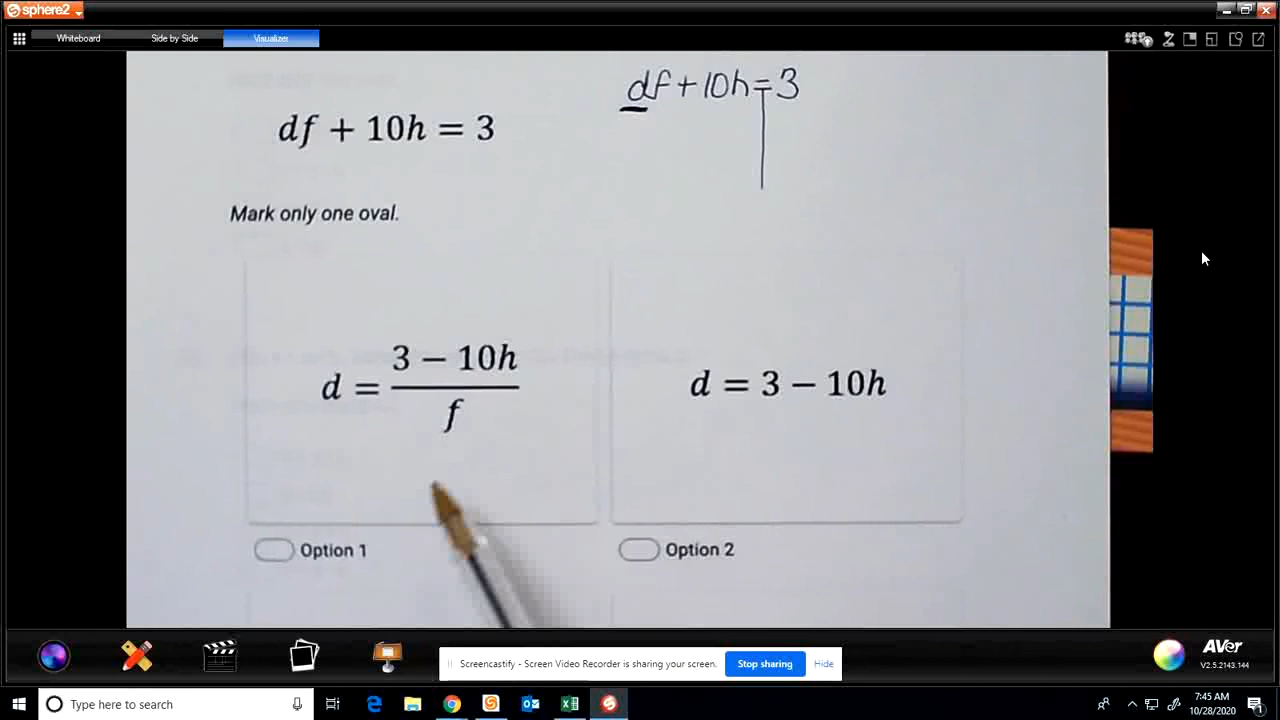 sphere2
Whiteboard Side by Side Visualizer
df + 10h = 3
df + 10h = 3
Mark only one oval.
d = \frac{3 − 10h}{f}
d = 3 − 10h
Option 1
Option 2
Screencastify - Screen Video Recorder is sharing your screen. Stop sharing Hide
AVer
V2.5.2143.144
Type here to search
:45 AM
10/28/2020
1